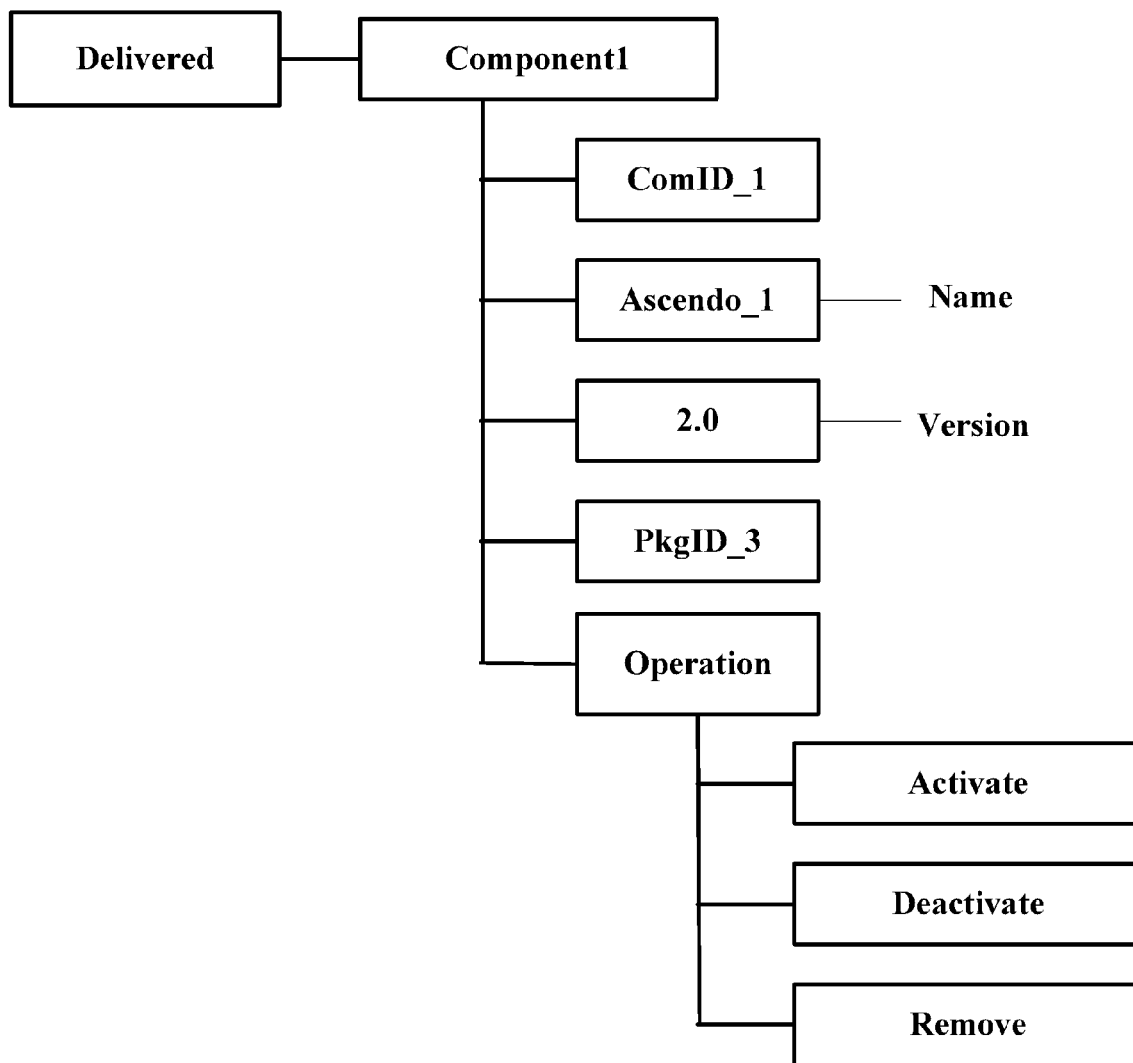 Delivered
Component1
ComID_1
Ascendo_1
Name
2.0
Version
PkgID_3
Operation
Activate
Deactivate
Remove